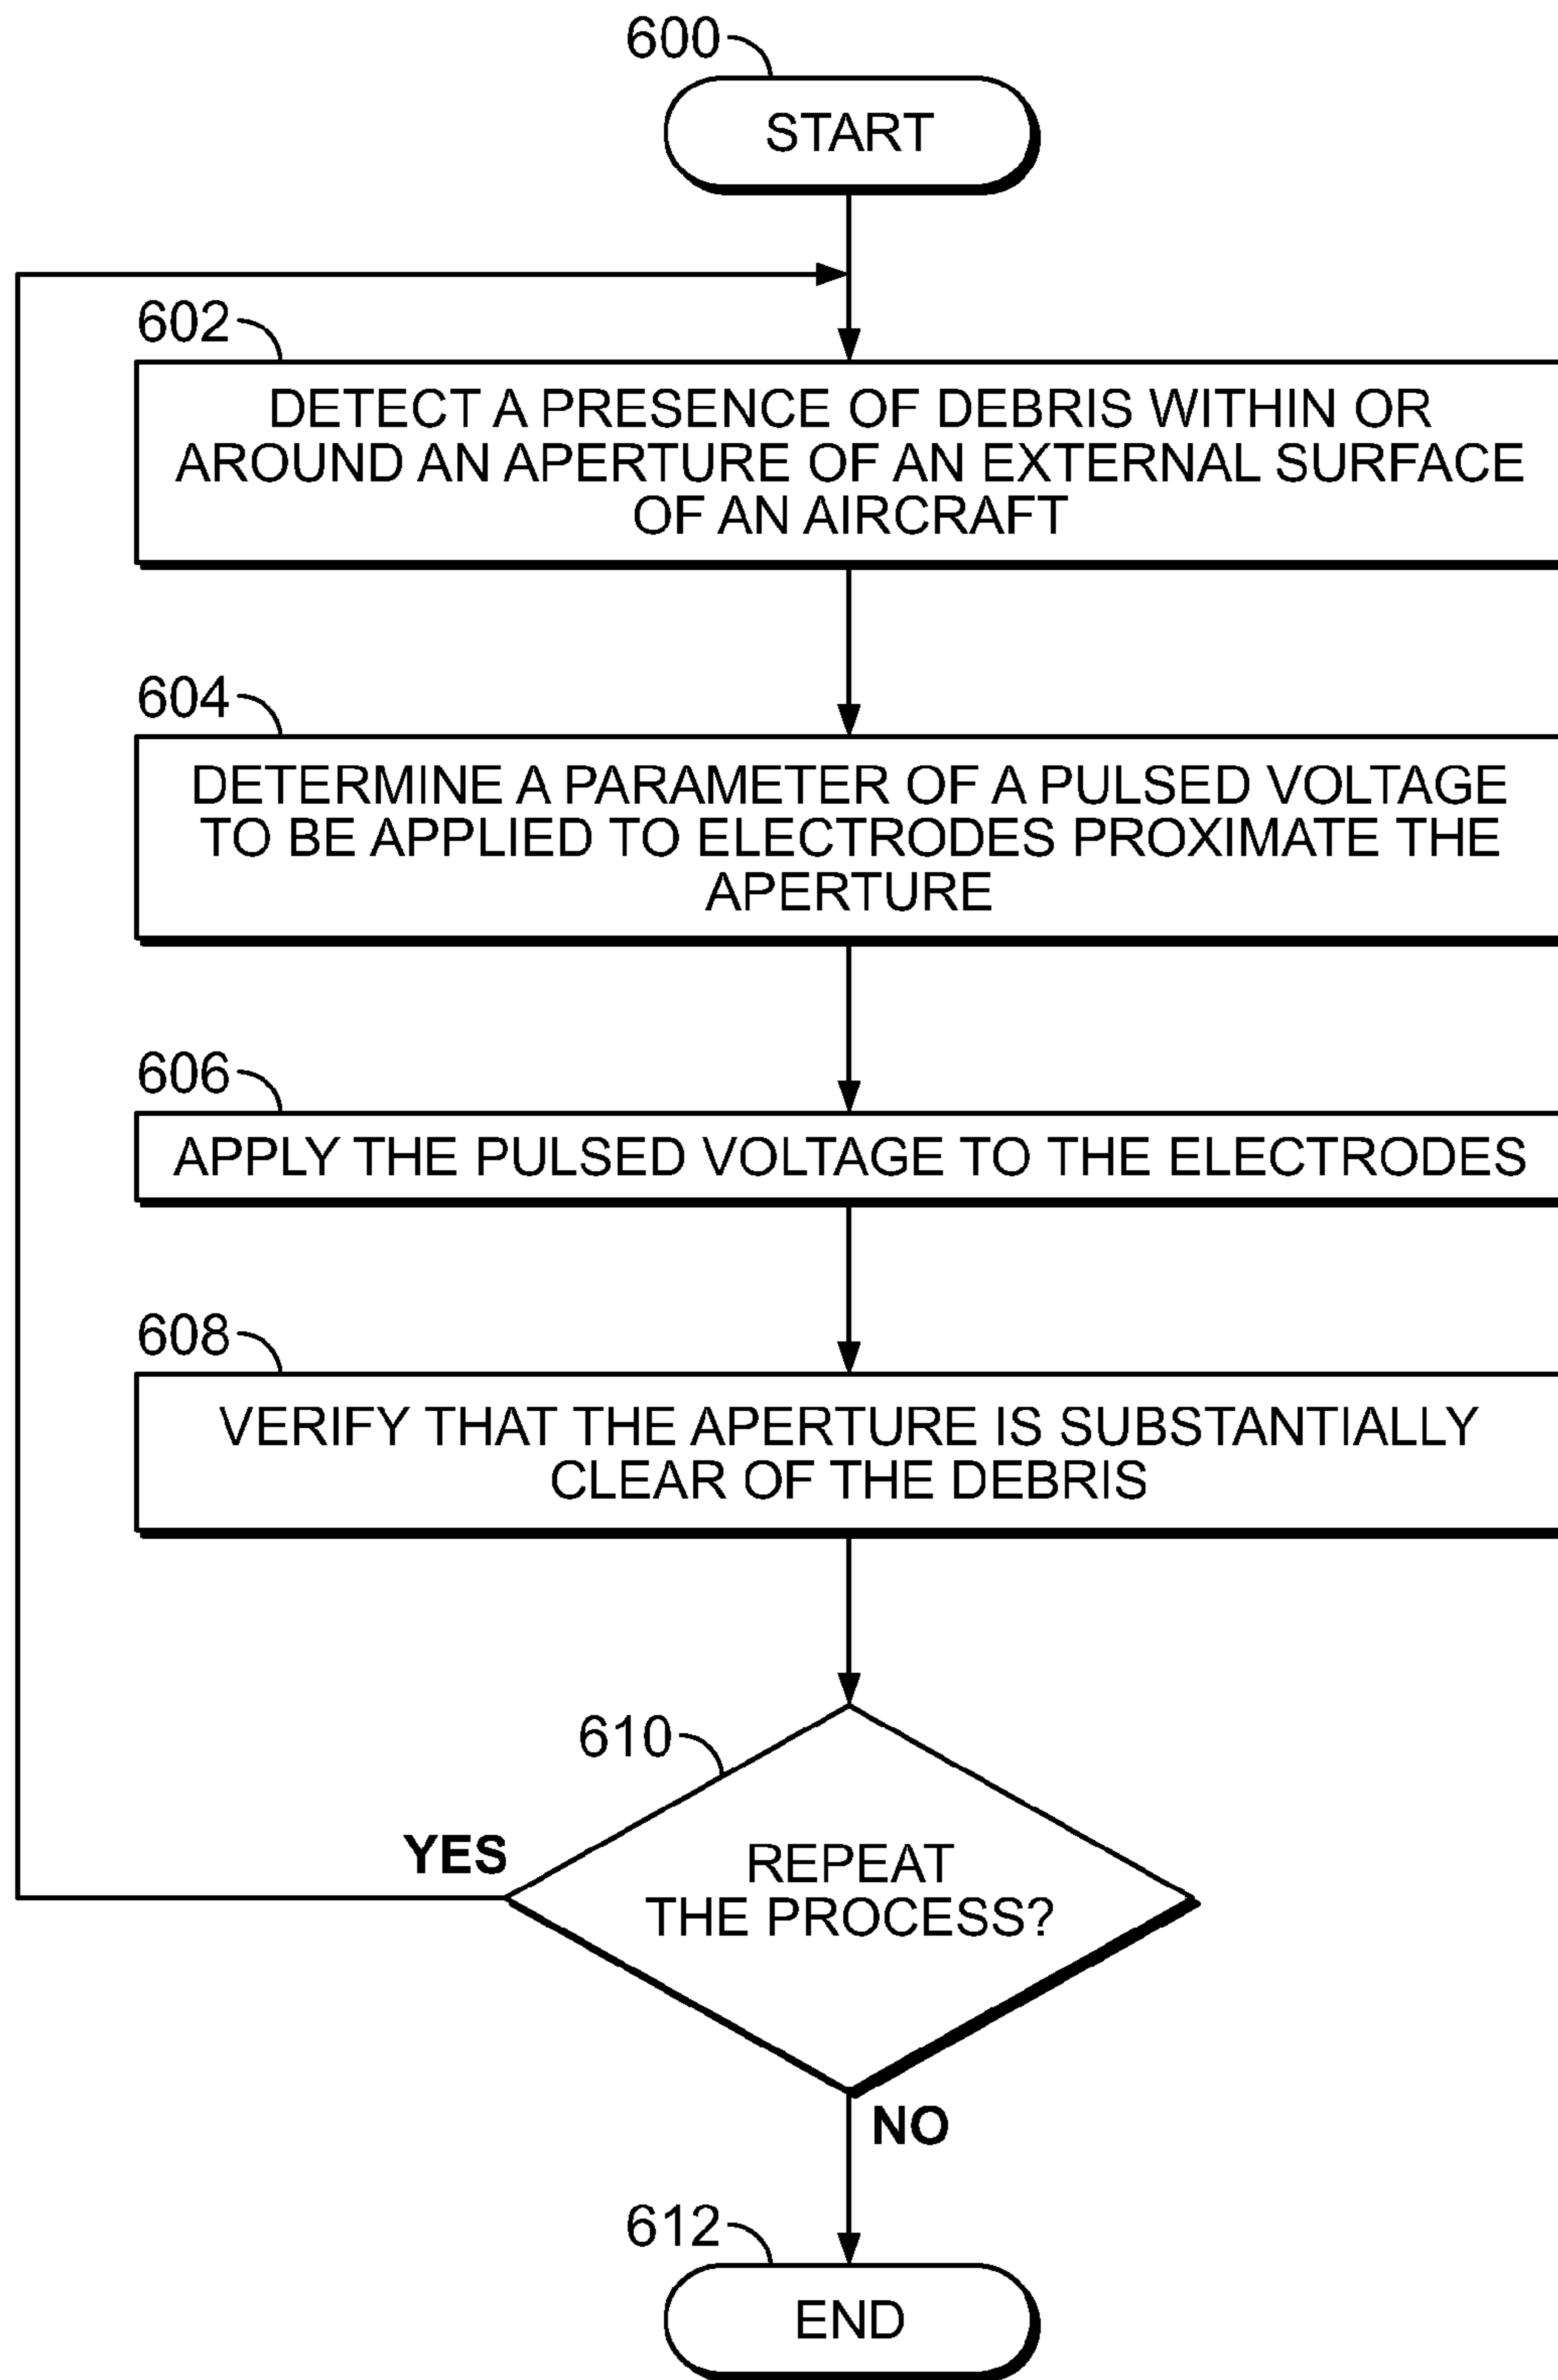 600
START
602
DETECT A PRESENCE OF DEBRIS WITHIN OR
AROUND AN APERTURE OF AN EXTERNAL SURFACE
OF AN AIRCRAFT
604
DETERMINE A PARAMETER OF A PULSED VOLTAGE
TO BE APPLIED TO ELECTRODES PROXIMATE THE
APERTURE
606
APPLY THE PULSED VOLTAGE TO THE ELECTRODES
608
VERIFY THAT THE APERTURE IS SUBSTANTIALLY
CLEAR OF THE DEBRIS
610
YES
REPEAT
THE PROCESS?
NO
612
END